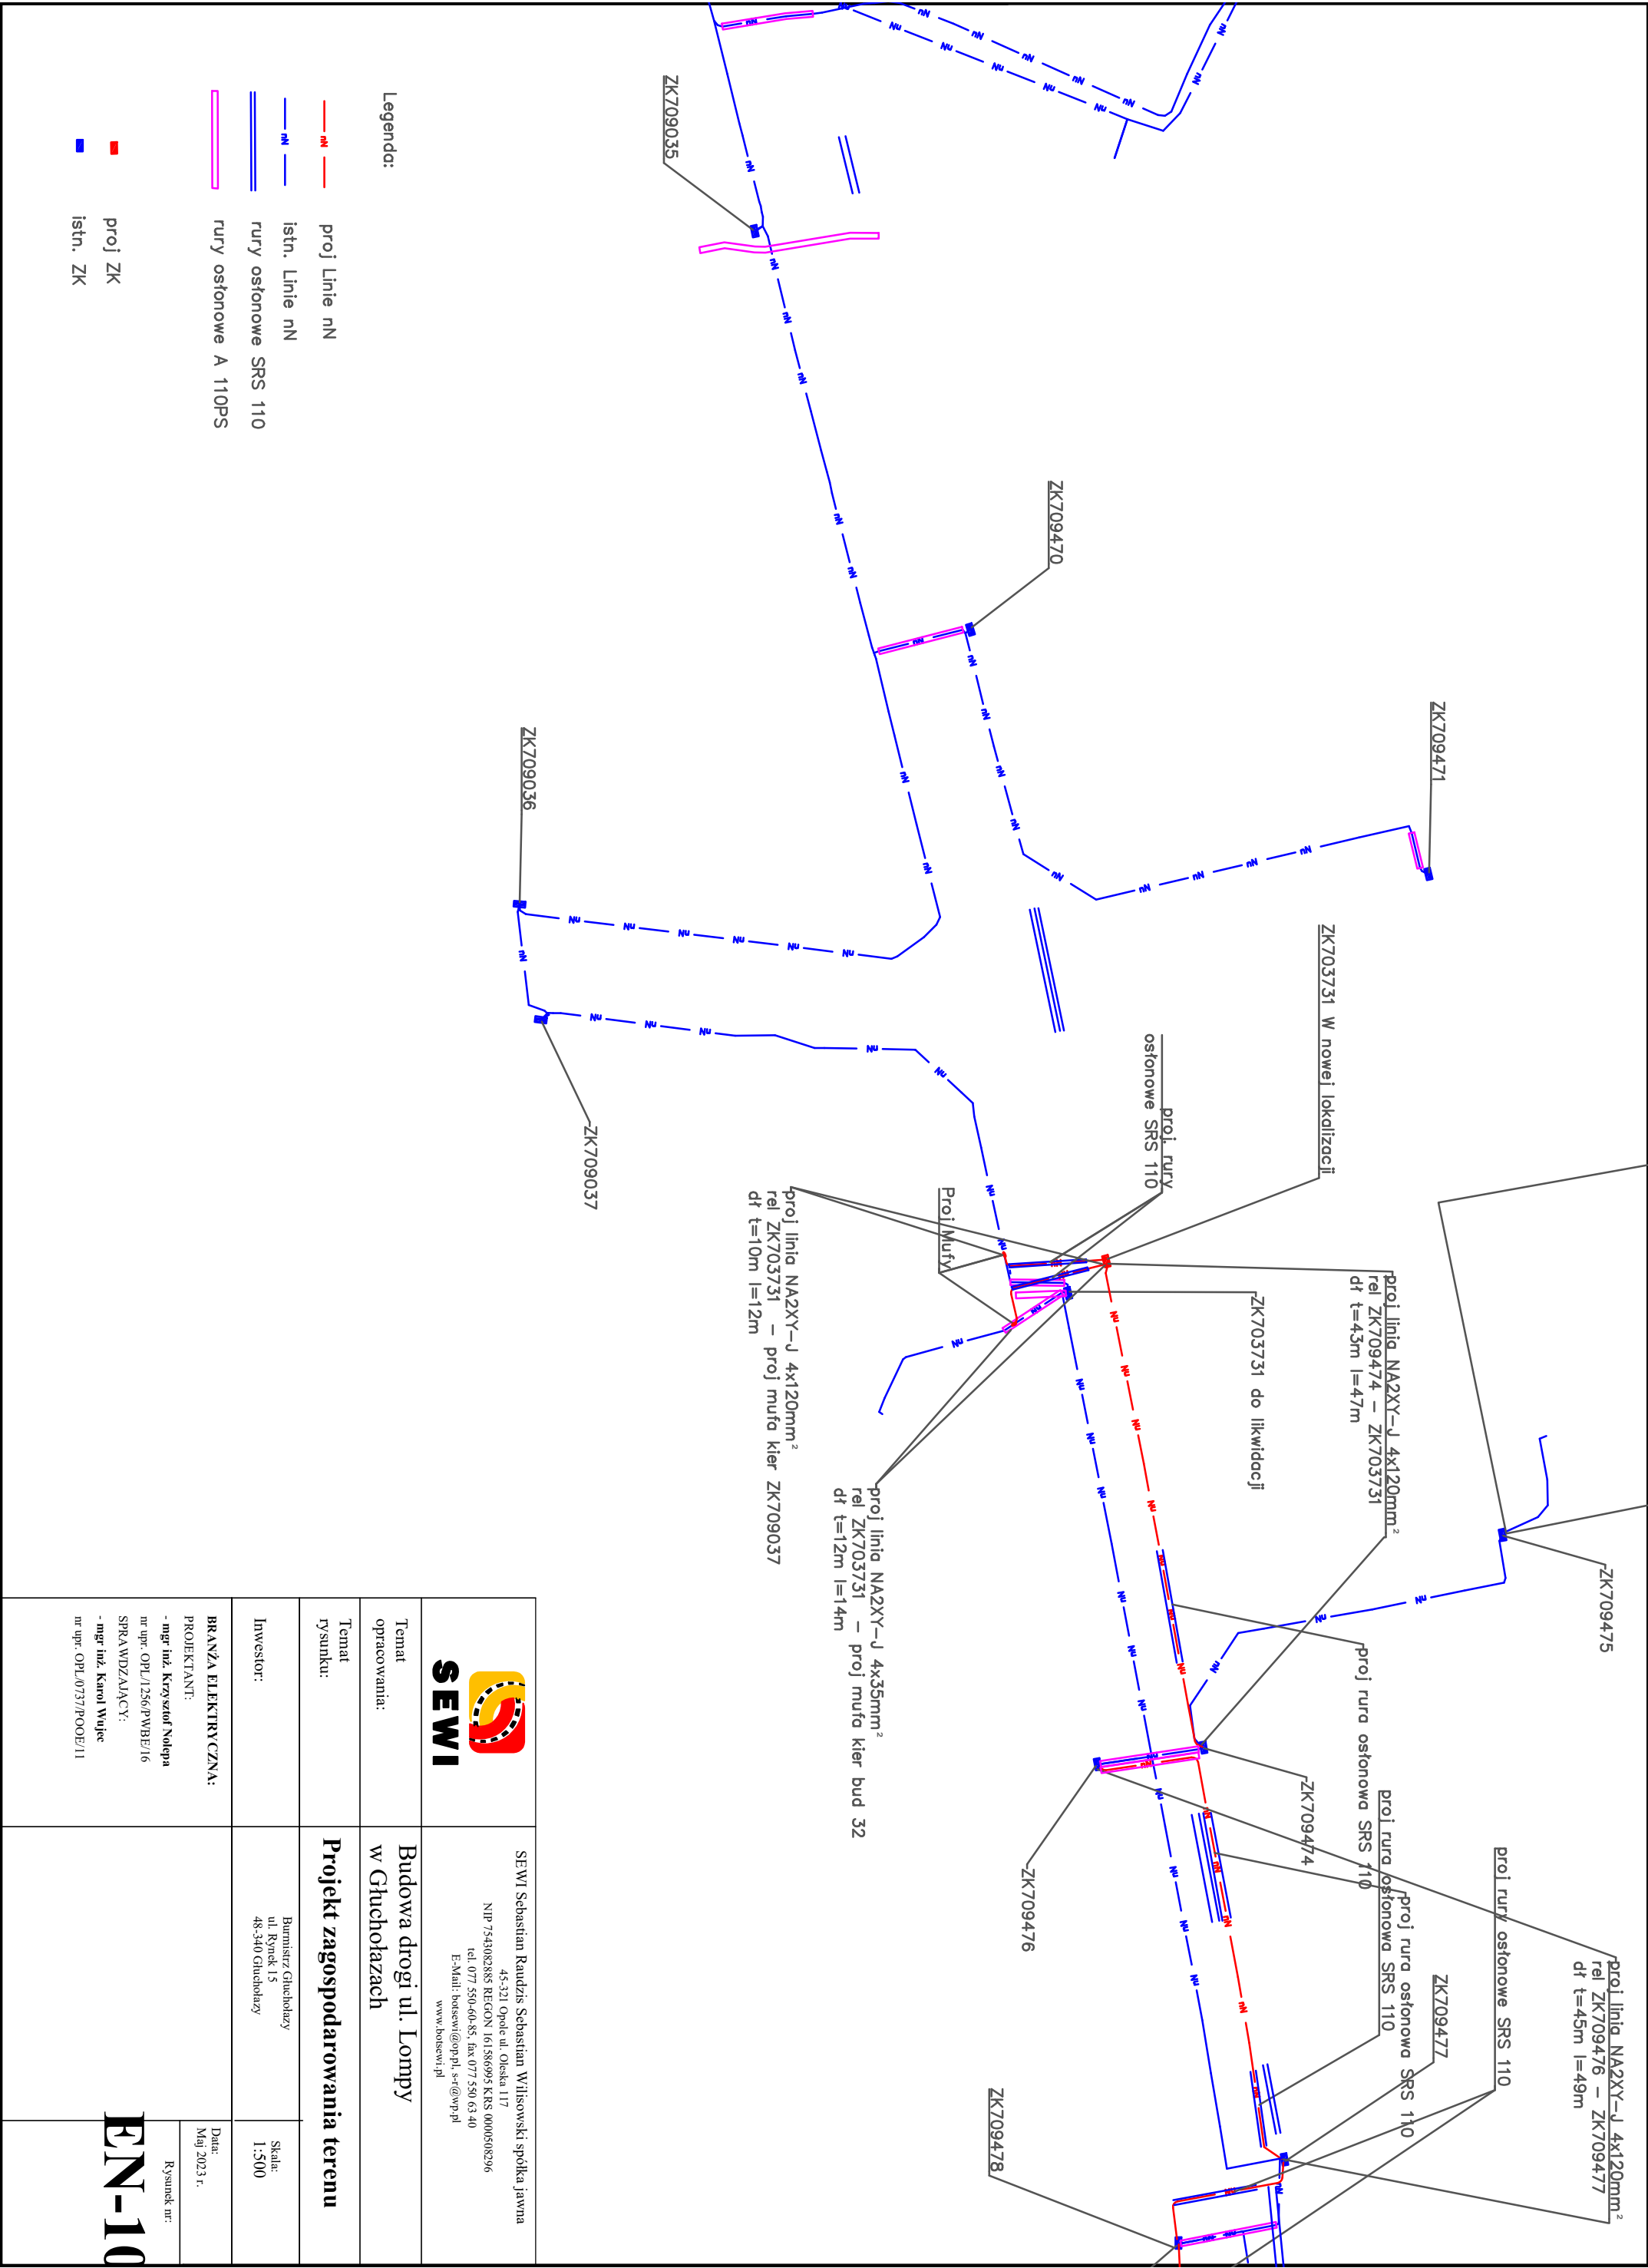 ZK709471
ZK709475
proj linia NA2XY-J 4x120mm²
rel ZK709476 - ZK709477
dł t=45m l=49m
proj rury osłonowe SRS 110
ZK709477
proj rura osłonowa SRS 110
proj rura osłonowa SRS 110
proj rura osłonowa SRS 110
proj linia NA2XY-J 4x120mm²
rel ZK709474 - ZK703731
dł t=43m l=47m
ZK703731 W nowej lokalizacji
ZK709474
ZK703731 do likwidacji
proj. rury
osłonowe SRS 110
ZK709470
ZK709476
ZK709478
Proj Mufy
proj linia NA2XY-J 4x35mm²
rel ZK703731 - proj mufa kier bud 32
dł t=12m l=14m
proj linia NA2XY-J 4x120mm²
rel ZK703731 - proj mufa kier ZK709037
dł t=10m l=12m
ZK709035
ZK709037
ZK709036
Legenda:
nN proj Linie nN
nN istn. Linie nN
rury osłonowe SRS 110
rury osłonowe A 110PS
proj ZK
istn. ZK
SEWI
SEWI Sebastian Raudzis Sebastian Wilisowski spółka jawna
45-321 Opole ul. Oleska 117
NIP 7543082885 REGON 161586995 KRS 0000508296
tel. 077 550-60-85, fax 077 550 63 40
E-Mail: botsewi@op.pl, s-r@wp.pl
www.botsewi.pl
Temat
opracowania:
Budowa drogi ul. Lompy
w Głuchołazach
Temat
rysunku:
Projekt zagospodarowania terenu
Inwestor:
Burmistrz Głuchołazy
ul. Rynek 15
48-340 Głuchołazy
Skala:
1:500
BRANŻA ELEKTRYCZNA:
PROJEKTANT:
- mgr inż. Krzysztof Nolepa
nr upr. OPL/1256/PWBE/16
SPRAWDZAJĄCY:
- mgr inż. Karol Wujec
nr upr. OPL/0737/POOE/11
Data:
Maj 2023 r.
Rysunek nr:
EN-10